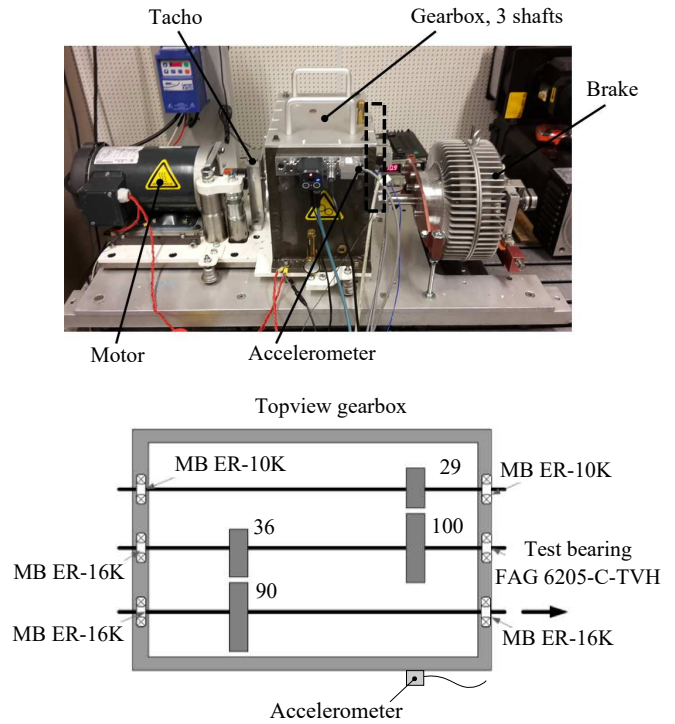 Tacho
Gearbox, 3 shafts
Brake
Motor
Accelerometer
Topview gearbox
MB ER-10K
29
MB ER-10K
36
100
MB ER-16K
Test bearing
FAG 6205-C-TVH
90
MB ER-16K
MB ER-16K
Accelerometer